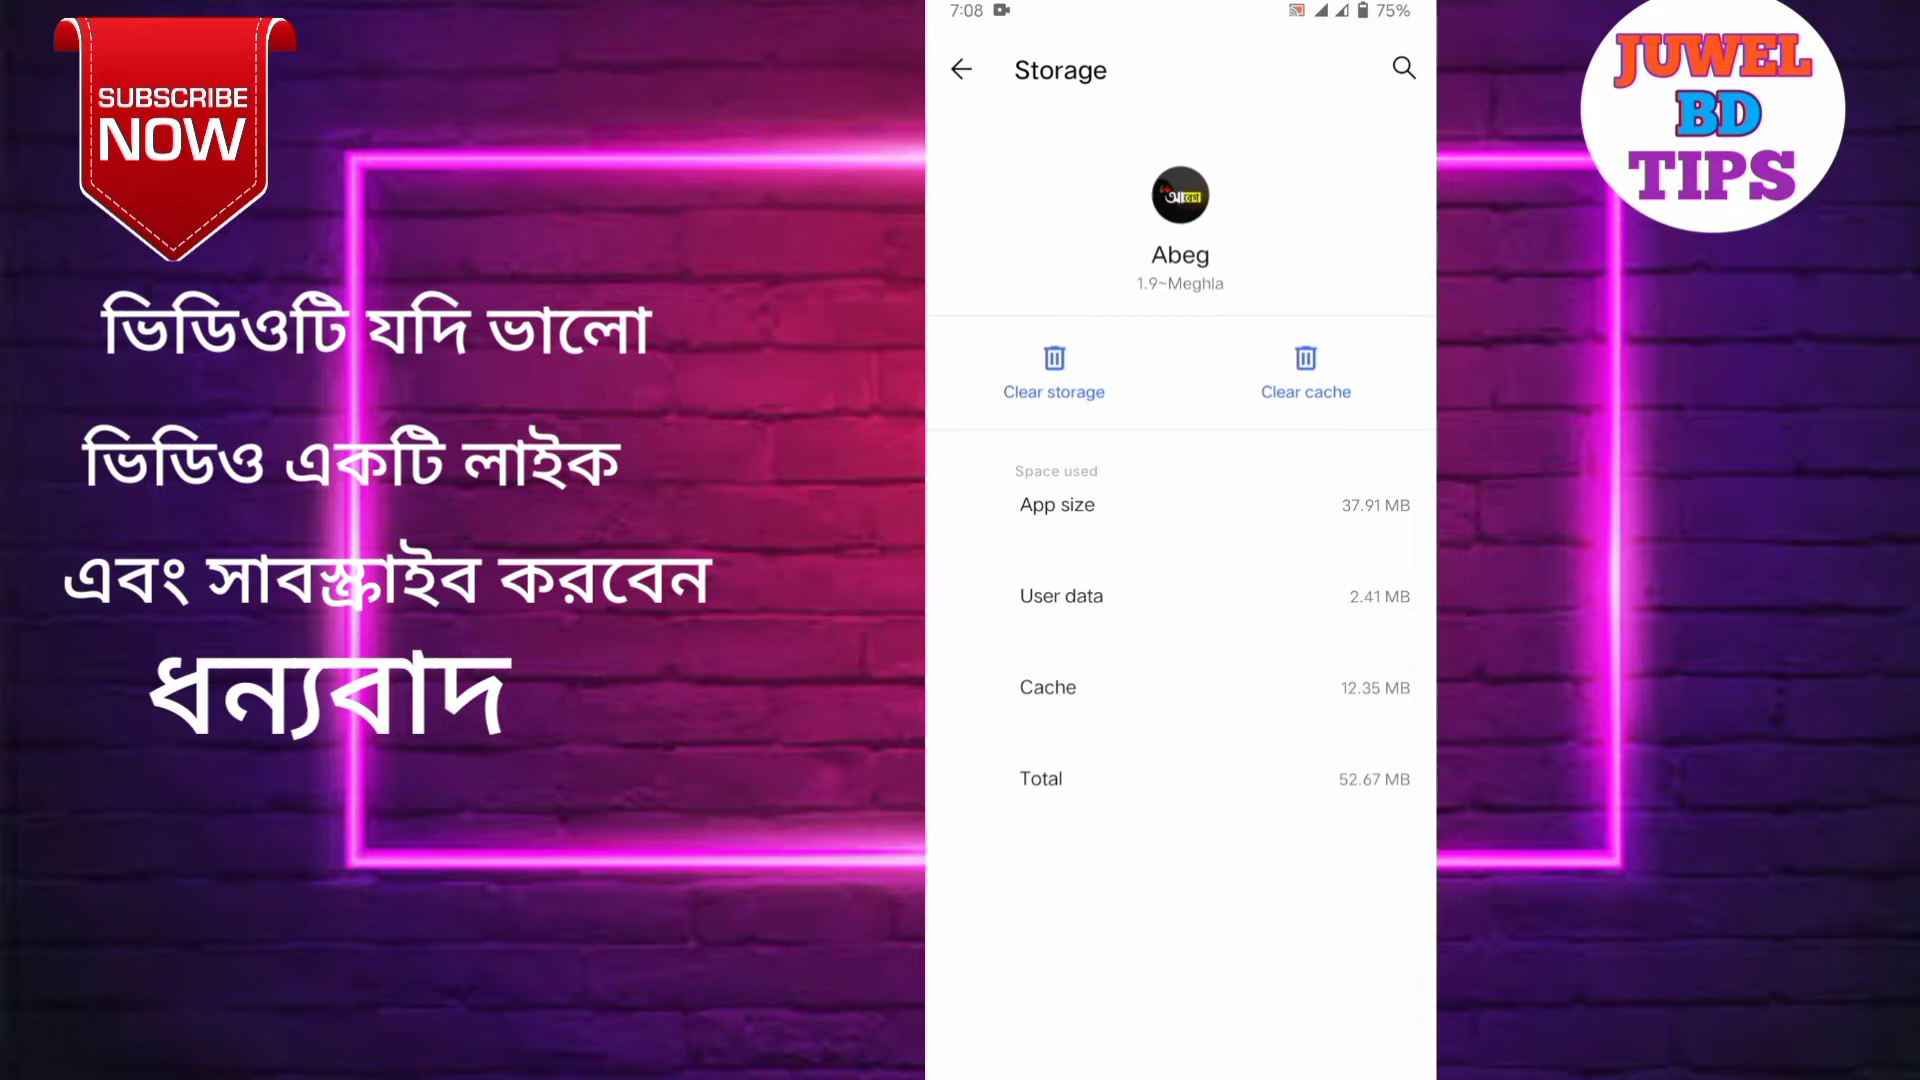 SUBSCRIBE
NOW
ভিডিওটি যদি ভালো
ভিডিও একটি লাইক
এবং সাবস্ক্রাইব করবেন
ধন্যবাদ
7:08 75%
Storage
আবেগ
Abeg
1.9~Meghla
Clear storage Clear cache
Space used
App size 37.91 MB
User data 2.41 MB
Cache 12.35 MB
Total 52.67 MB
JUWEL
BD
TIPS